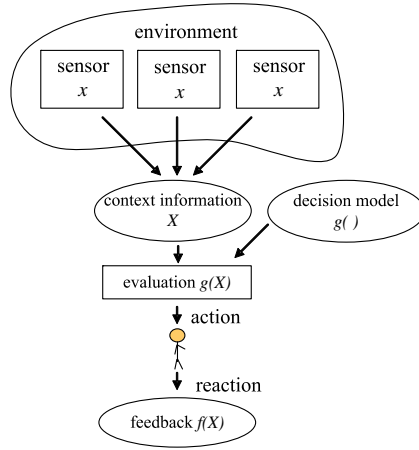 environment
sensor sensor sensor
x x x
context information
X
decision model
g( )
evaluation g(X)
action
reaction
feedback f(X)